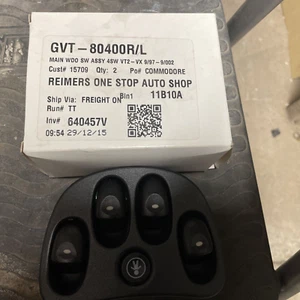 GVT-80400R/L
MAIN WDO SW ASSY 4SW VT2-VX 9/97-9/002
Cust# 15709 Qty: 2 Po# COMMODORE
REIMERS ONE STOP AUTO SHOP
Ship Via: FREIGHT ON Bin1 11B10A
Run# TT
Inv# 640457V
09:54 29/12/15